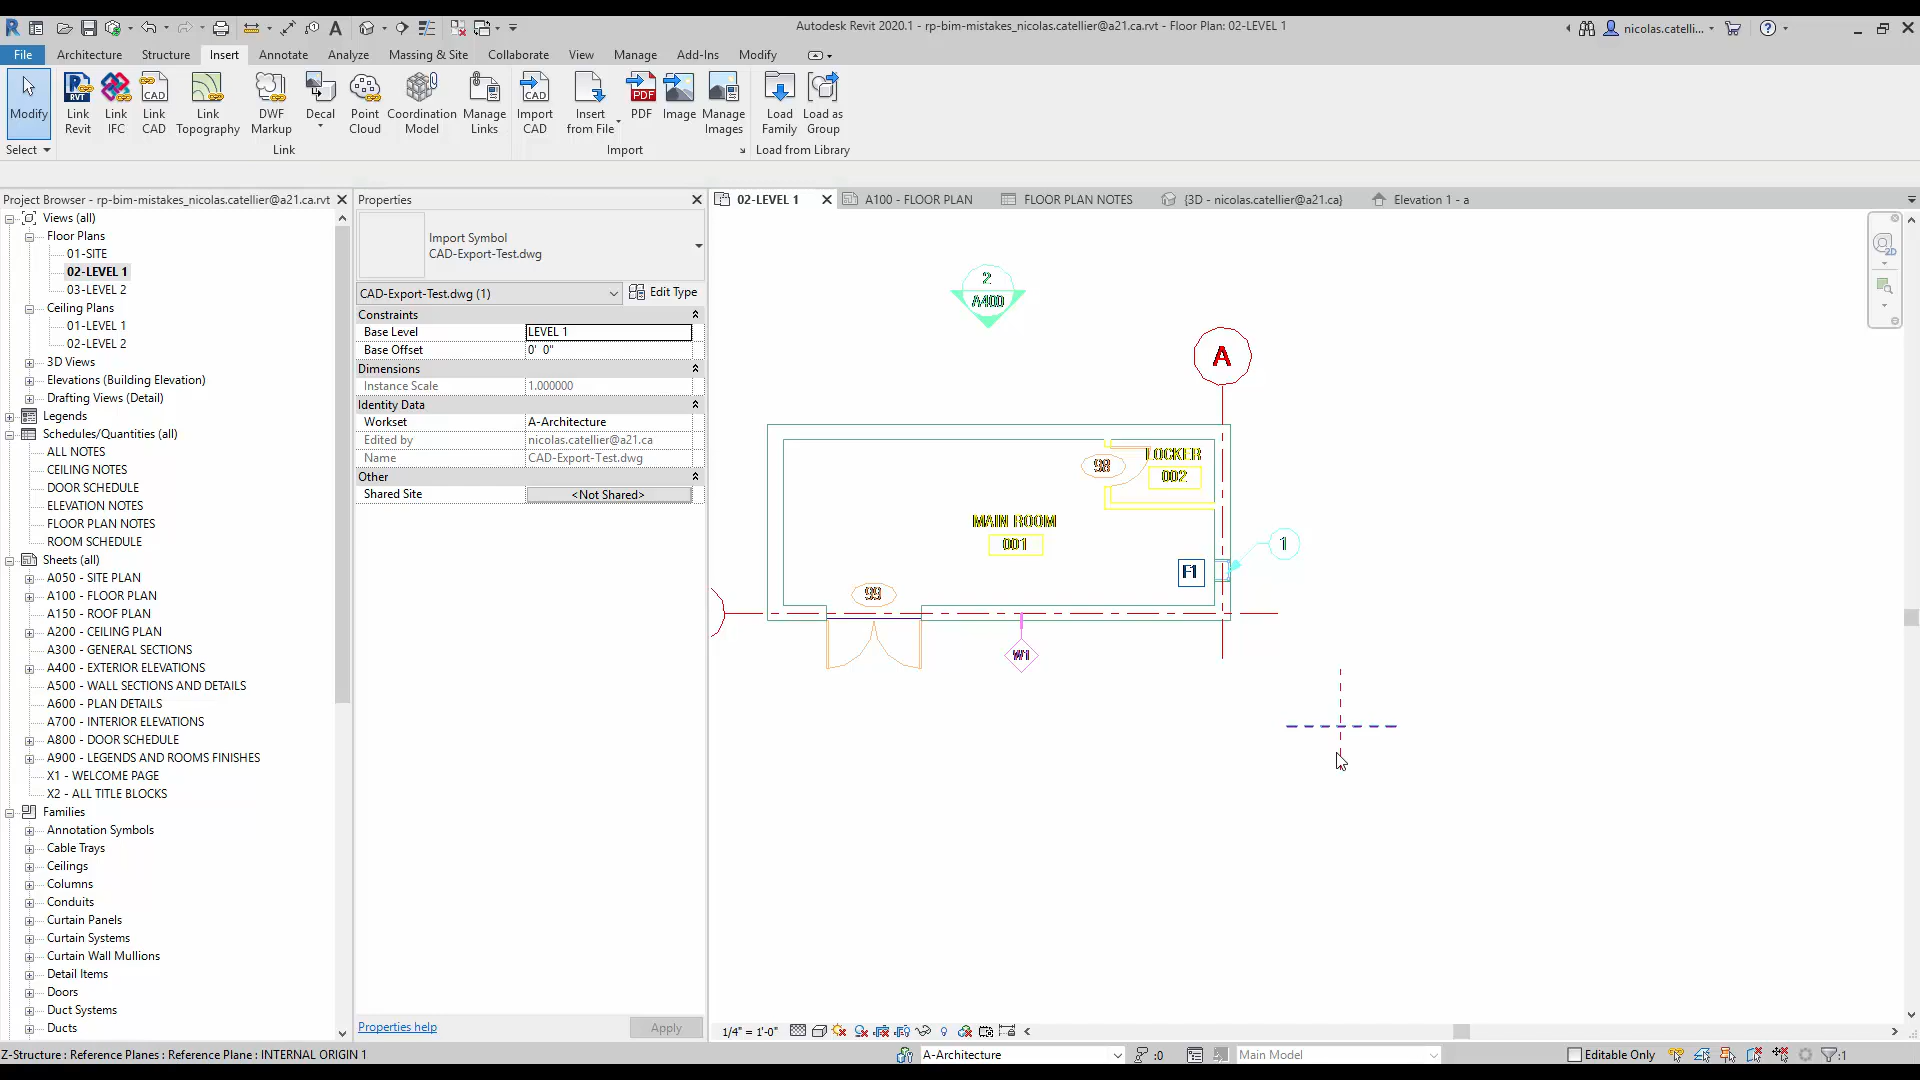 Autodesk Revit 2020.1 - rp-bim-mistakes_nicolas.catellier@a21.ca.rvt - Floor Plan: 02-LEVEL 1
nicolas.catelli...
File Architecture Structure Insert Annotate Analyze Massing & Site Collaborate View Manage Add-Ins Modify
Modify
Link Revit
Link IFC
Link CAD
Link Topography
DWF Markup
Decal
Point Cloud
Coordination Model
Manage Links
Import CAD
Insert from File
PDF
Image
Manage Images
Load Family
Load as Group
Select
Link
Import
Load from Library
Project Browser - rp-bim-mistakes_nicolas.catellier@a21.ca.rvt
Views (all)
Floor Plans
01-SITE
02-LEVEL 1
03-LEVEL 2
Ceiling Plans
01-LEVEL 1
02-LEVEL 2
3D Views
Elevations (Building Elevation)
Drafting Views (Detail)
Legends
Schedules/Quantities (all)
ALL NOTES
CEILING NOTES
DOOR SCHEDULE
ELEVATION NOTES
FLOOR PLAN NOTES
ROOM SCHEDULE
Sheets (all)
A050 - SITE PLAN
A100 - FLOOR PLAN
A150 - ROOF PLAN
A200 - CEILING PLAN
A300 - GENERAL SECTIONS
A400 - EXTERIOR ELEVATIONS
A500 - WALL SECTIONS AND DETAILS
A600 - PLAN DETAILS
A700 - INTERIOR ELEVATIONS
A800 - DOOR SCHEDULE
A900 - LEGENDS AND ROOMS FINISHES
X1 - WELCOME PAGE
X2 - ALL TITLE BLOCKS
Families
Annotation Symbols
Cable Trays
Ceilings
Columns
Conduits
Curtain Panels
Curtain Systems
Curtain Wall Mullions
Detail Items
Doors
Duct Systems
Ducts
Properties
Import Symbol
CAD-Export-Test.dwg
CAD-Export-Test.dwg (1)
Edit Type
Constraints
Base Level LEVEL 1
Base Offset 0' 0"
Dimensions
Instance Scale 1.000000
Identity Data
Workset A-Architecture
Edited by nicolas.catellier@a21.ca
Name CAD-Export-Test.dwg
Other
Shared Site <Not Shared>
Properties help
Apply
02-LEVEL 1
A100 - FLOOR PLAN
FLOOR PLAN NOTES
{3D - nicolas.catellier@a21.ca}
Elevation 1 - a
2
A400
A
98
LOCKER
002
MAIN ROOM
001
1
F1
99
W1
1/4" = 1'-0"
Z-Structure : Reference Planes : Reference Plane : INTERNAL ORIGIN 1
A-Architecture
:0
Main Model
Editable Only
:1